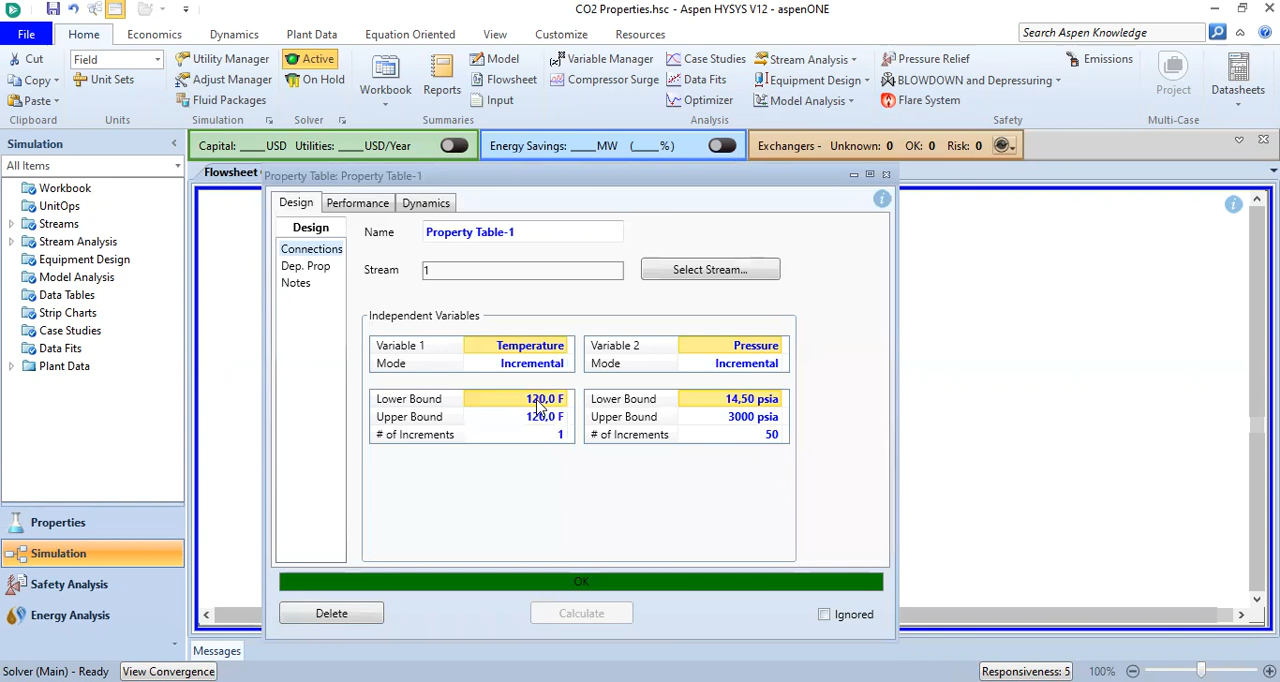 CO2 Properties.hsc - Aspen HYSYS V12 - aspenONE
File Home Economics Dynamics Plant Data Equation Oriented View Customize Resources Search Aspen Knowledge
Cut Field Utility Manager Active Model Variable Manager Case Studies Stream Analysis Pressure Relief Emissions
Copy Unit Sets Adjust Manager On Hold Flowsheet Compressor Surge Data Fits Equipment Design BLOWDOWN and Depressuring
Workbook Reports Project Datasheets
Paste Fluid Packages Input Optimizer Model Analysis Flare System
Clipboard Units Simulation Solver Summaries Analysis Safety Multi-Case
Simulation Capital: ____USD Utilities: ____USD/Year Energy Savings: ____MW (____%) Exchangers - Unknown: 0 OK: 0 Risk: 0
All Items
Flowsheet Property Table: Property Table-1
Workbook
UnitOps
Streams
Stream Analysis
Equipment Design
Model Analysis
Data Tables
Strip Charts
Case Studies
Data Fits
Plant Data
Properties
Simulation
Safety Analysis
Energy Analysis
Design Performance Dynamics
Design
Connections
Dep. Prop
Notes
Name Property Table-1
Stream 1 Select Stream...
Independent Variables
Variable 1 Temperature Variable 2 Pressure
Mode Incremental Mode Incremental
Lower Bound 120,0 F Lower Bound 14,50 psia
Upper Bound 120,0 F Upper Bound 3000 psia
# of Increments 1 # of Increments 50
OK
Delete Calculate Ignored
Messages
Solver (Main) - Ready View Convergence Responsiveness: 5 100%